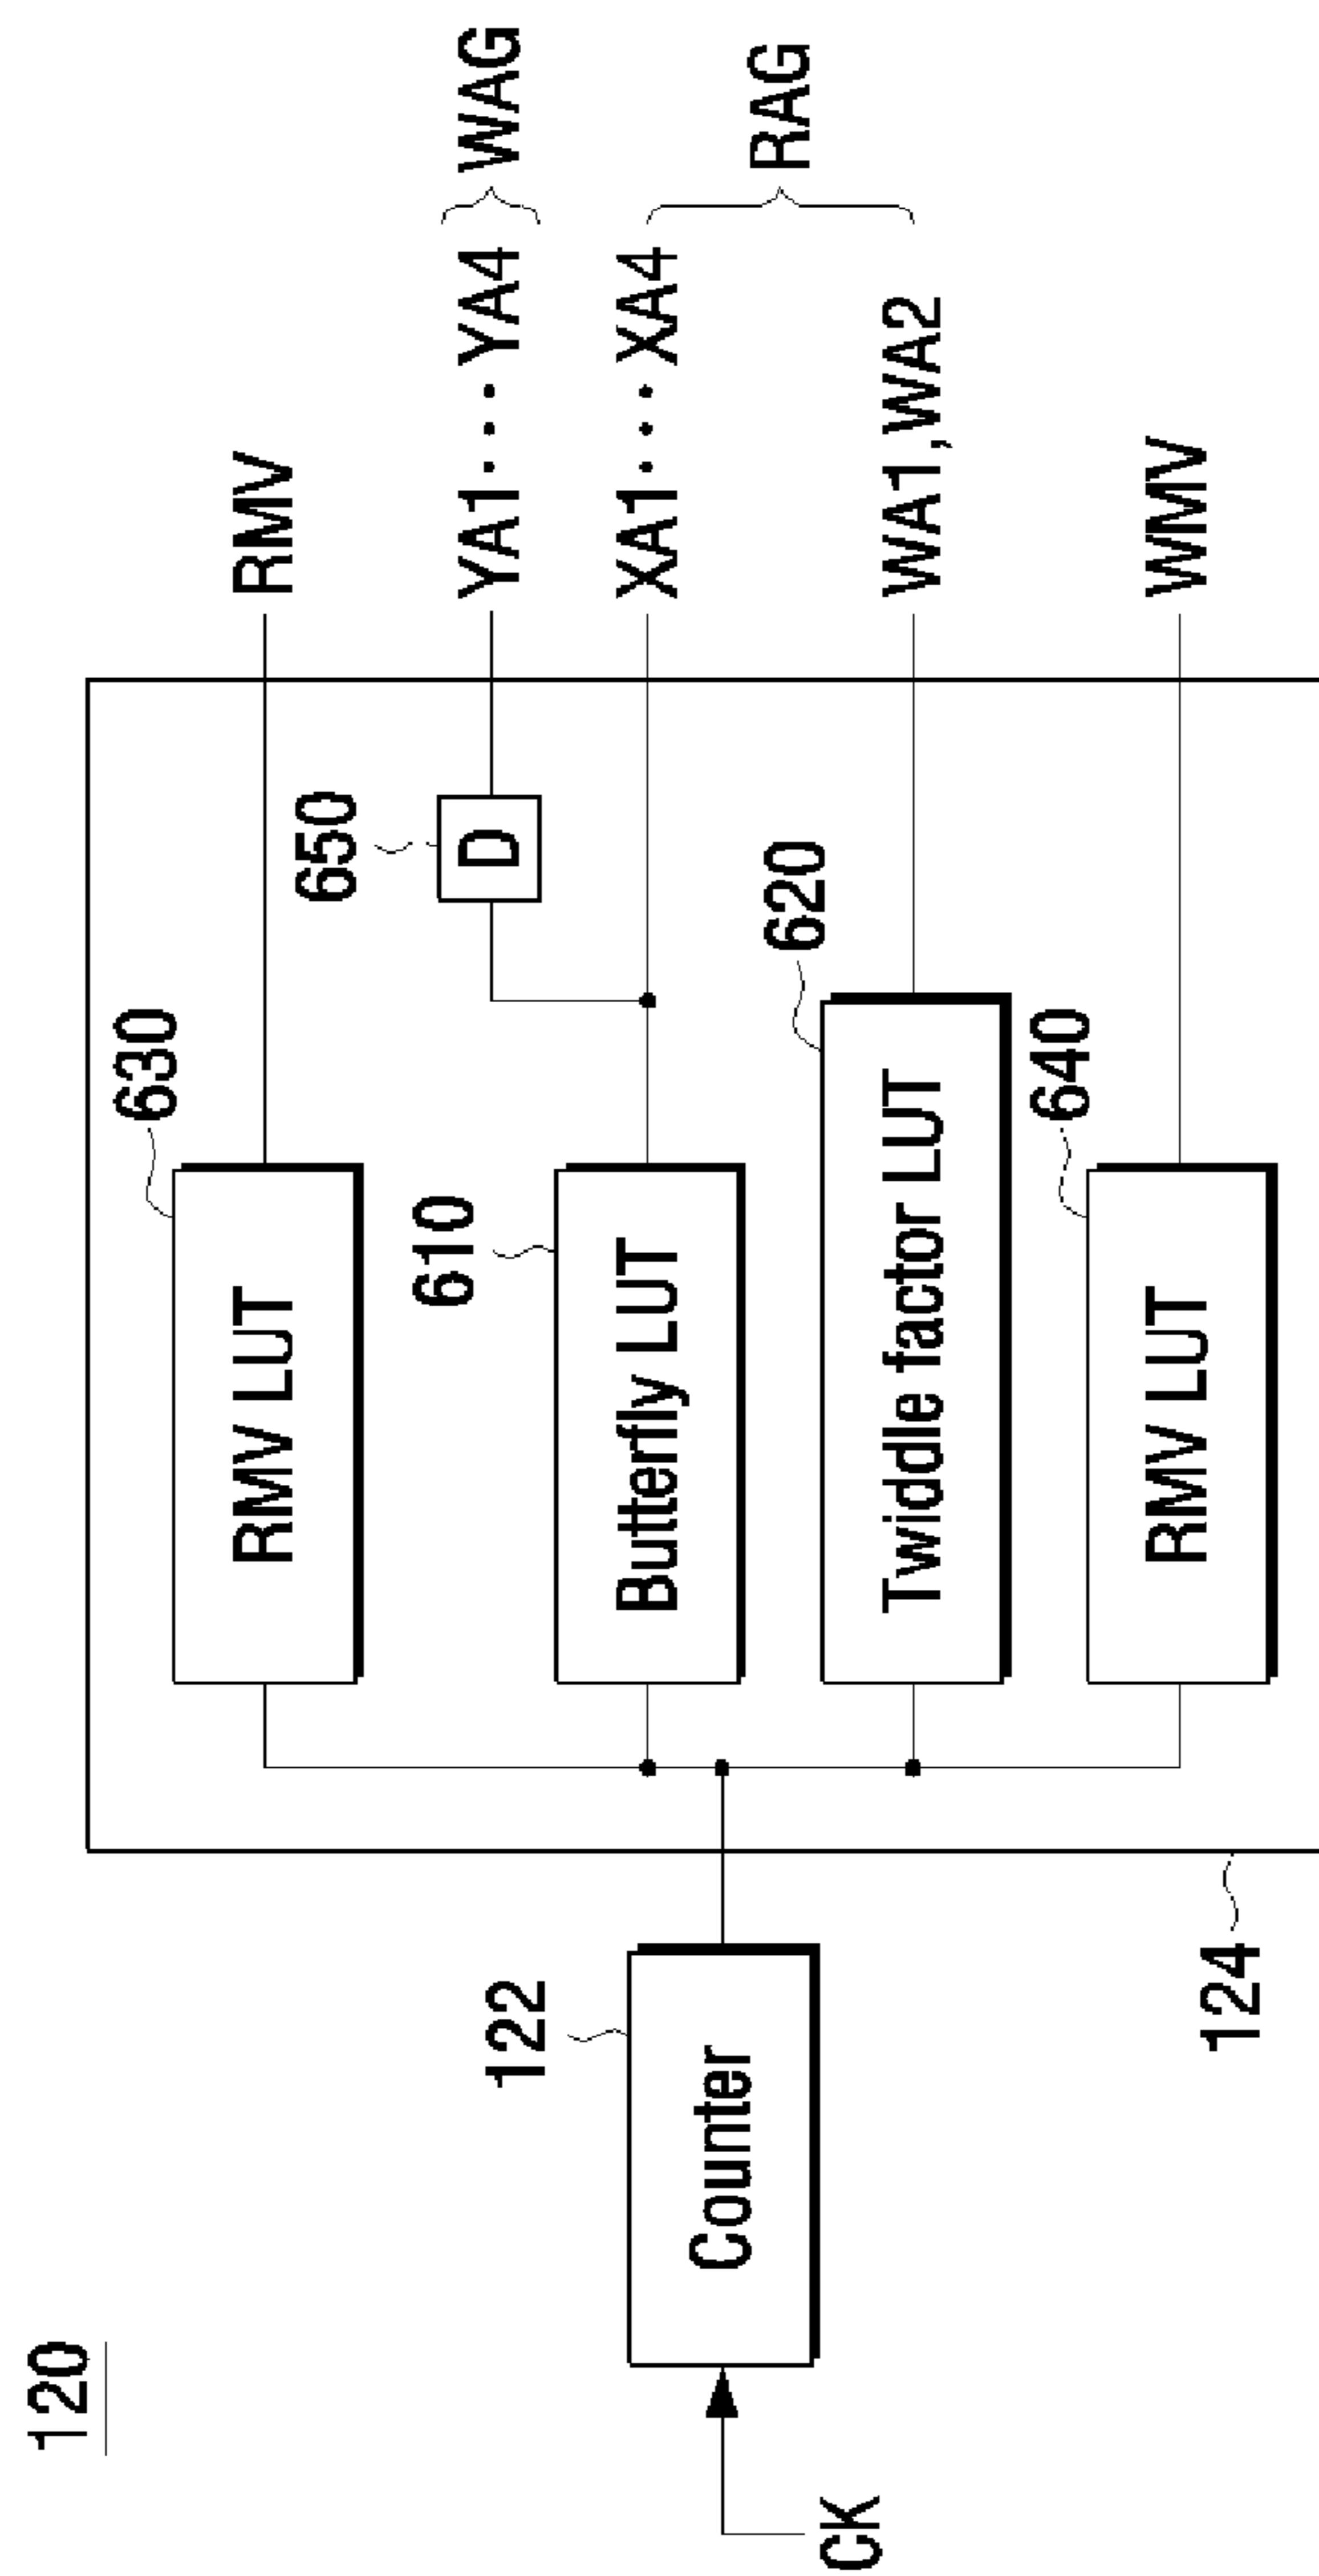 120
CK
122
Counter
124
630
RMV LUT
RMV
610
Butterfly LUT
650
D
YA1··· YA4
WAG
XA1··· XA4
RAG
620
Twiddle factor LUT
WA1,WA2
640
RMV LUT
WMV